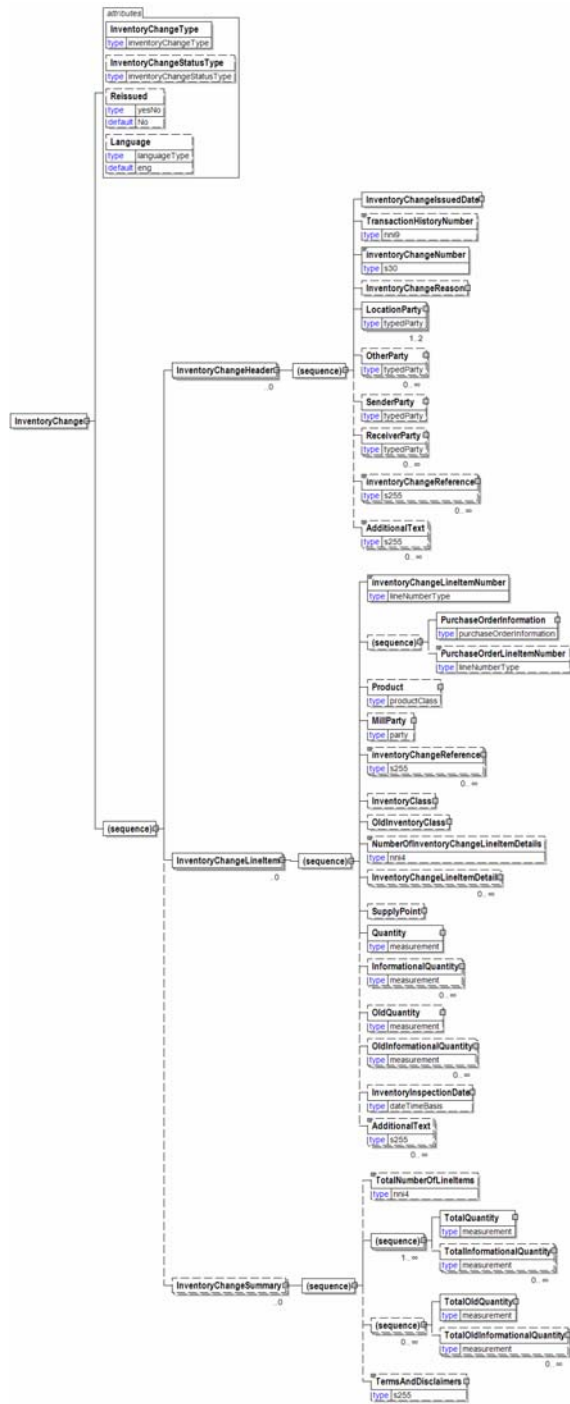 attributes
InventoryChangeType
type inventoryChangeType
InventoryChangeStatusType
type inventoryChangeStatusType
Reissued
type yesNo
default No
Language
type languageType
default eng
InventoryChange
(sequence)
InventoryChangeHeader
..0
(sequence)
InventoryChangeIssuedDate
TransactionHistoryNumber
type nni9
InventoryChangeNumber
type s30
InventoryChangeReason
LocationParty
type typedParty
1..2
OtherParty
type typedParty
0..∞
SenderParty
type typedParty
ReceiverParty
type typedParty
0..∞
InventoryChangeReference
type s255
0..∞
AdditionalText
type s255
0..∞
InventoryChangeLineItem
..0
(sequence)
InventoryChangeLineItemNumber
type lineNumberType
(sequence)
PurchaseOrderInformation
type purchaseOrderInformation
PurchaseOrderLineItemNumber
type lineNumberType
Product
type productClass
MillParty
type party
InventoryChangeReference
type s255
0..∞
InventoryClass
OldInventoryClass
NumberOfInventoryChangeLineItemDetails
type nni4
InventoryChangeLineItemDetail
0..∞
SupplyPoint
Quantity
type measurement
InformationalQuantity
type measurement
0..∞
OldQuantity
type measurement
OldInformationalQuantity
type measurement
0..∞
InventoryInspectionDate
type dateTimeBasis
AdditionalText
type s255
0..∞
InventoryChangeSummary
..0
(sequence)
TotalNumberOfLineItems
type nni4
(sequence)
1..∞
TotalQuantity
type measurement
TotalInformationalQuantity
type measurement
0..∞
(sequence)
0..∞
TotalOldQuantity
type measurement
TotalOldInformationalQuantity
type measurement
0..∞
TermsAndDisclaimers
type s255